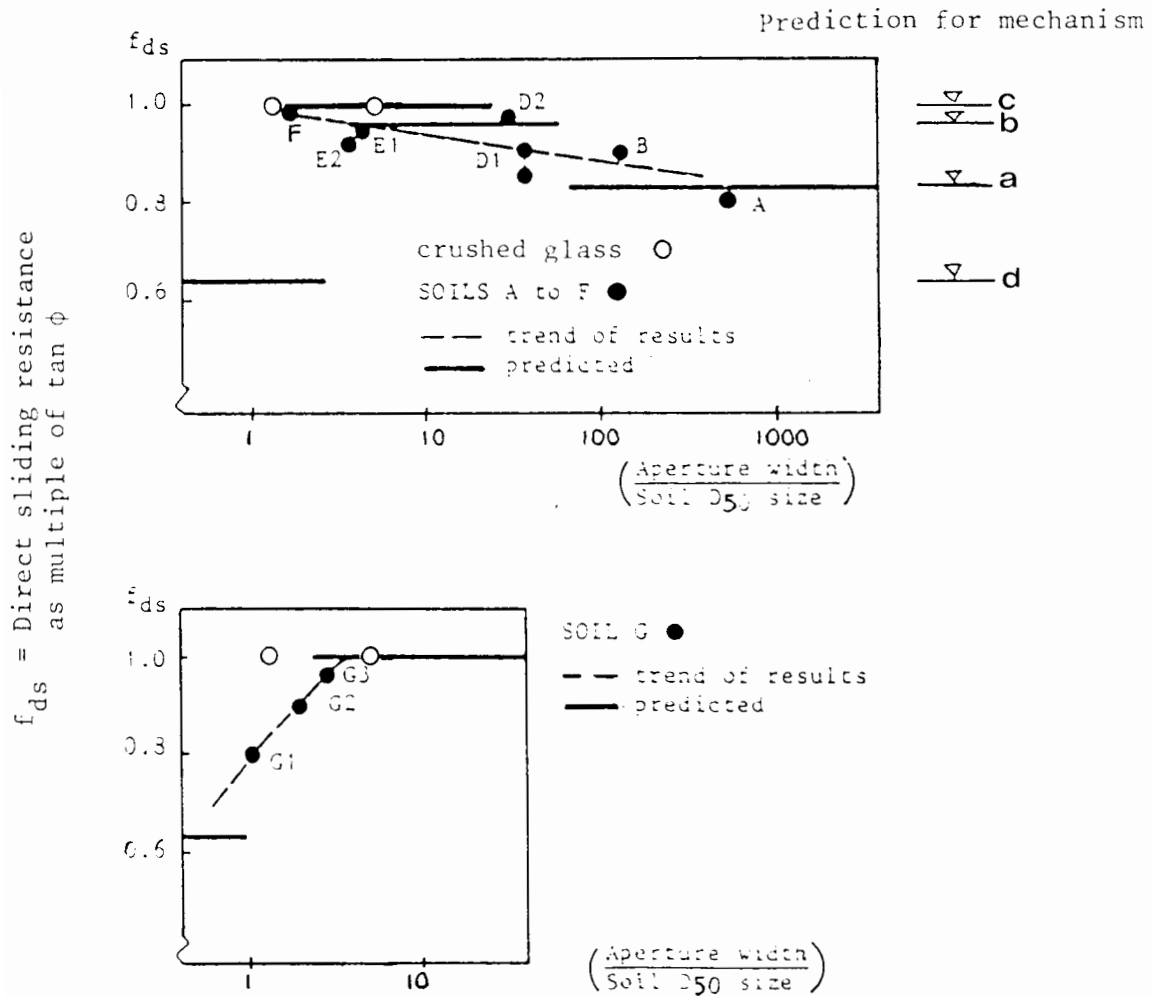 Prediction for mechanism
f ds
1.0
0.8
0.6
F
E2
E1
D2
D1
B
A
c
b
a
d
crushed glass
SOILS A to F
trend of results
predicted
1
10
100
1000
(Aperture width
Soil D50 size)
f ds = Direct sliding resistance
as multiple of tan ϕ
f ds
1.0
0.8
0.6
G3
G2
G1
SOIL G
trend of results
predicted
1
10
(Aperture width
Soil D50 size)